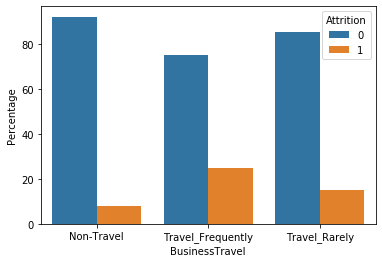 Attrition
0
1
Percentage
80
60
40
20
0
Non-Travel Travel_Frequently Travel_Rarely
BusinessTravel